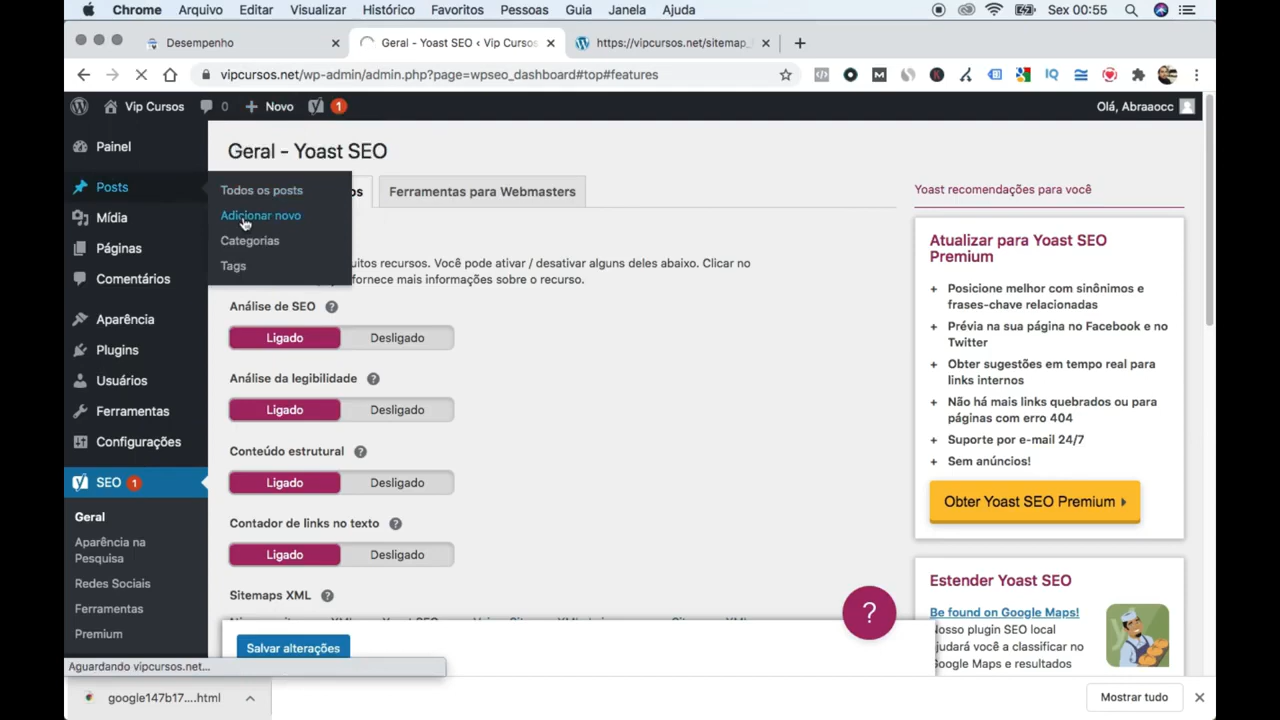 Chrome Arquivo Editar Visualizar Histórico Favoritos Pessoas Guia Janela Ajuda Sex 00:55
Desempenho
Geral - Yoast SEO ‹ Vip Cursos
https://vipcursos.net/sitemap_
vipcursos.net/wp-admin/admin.php?page=wpseo_dashboard#top#features
Vip Cursos 0 + Novo 1 Olá, Abraaocc
Painel
Posts
Mídia
Páginas
Comentários
Aparência
Plugins
Usuários
Ferramentas
Configurações
SEO 1
Geral
Aparência na
Pesquisa
Redes Sociais
Ferramentas
Premium
Todos os posts
Adicionar novo
Categorias
Tags
Geral - Yoast SEO
os
Ferramentas para Webmasters
uitos recursos. Você pode ativar / desativar alguns deles abaixo. Clicar no
fornece mais informações sobre o recurso.
Análise de SEO ?
Ligado Desligado
Análise da legibilidade ?
Ligado Desligado
Conteúdo estrutural ?
Ligado Desligado
Contador de links no texto ?
Ligado Desligado
Sitemaps XML ?
Salvar alterações
?
Yoast recomendações para você
Atualizar para Yoast SEO
Premium
+ Posicione melhor com sinônimos e
frases-chave relacionadas
+ Prévia na sua página no Facebook e no
Twitter
+ Obter sugestões em tempo real para
links internos
+ Não há mais links quebrados ou para
páginas com erro 404
+ Suporte por e-mail 24/7
+ Sem anúncios!
Obter Yoast SEO Premium
Estender Yoast SEO
Be found on Google Maps!
Nosso plugin SEO local
ajudará você a classificar no
Google Maps e resultados
Aguardando vipcursos.net...
google147b17....html
Mostrar tudo